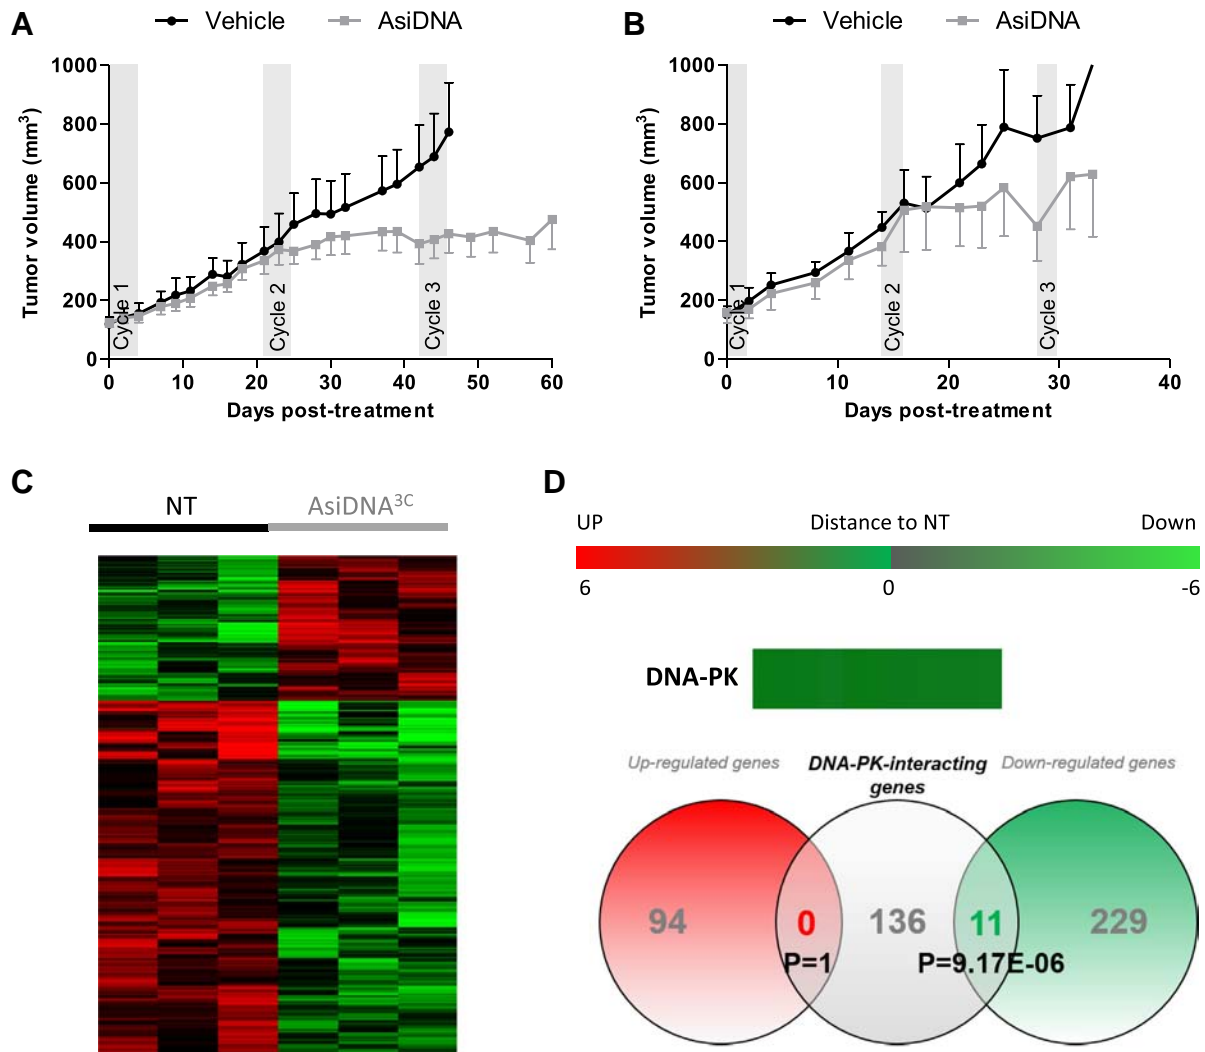 A
Vehicle AsiDNA
Tumor volume (mm³)
1000
800
600
400
200
0
Cycle 1
Cycle 2
Cycle 3
0 10 20 30 40 50 60
Days post-treatment
B
Vehicle AsiDNA
Tumor volume (mm³)
1000
800
600
400
200
0
Cycle 1
Cycle 2
Cycle 3
0 10 20 30 40
Days post-treatment
C
NT AsiDNA³ᶜ
D
UP Distance to NT Down
6 0 -6
DNA-PK
Up-regulated genes DNA-PK-interacting Down-regulated genes
genes
94 0 136 11 229
P=1 P=9.17E-06